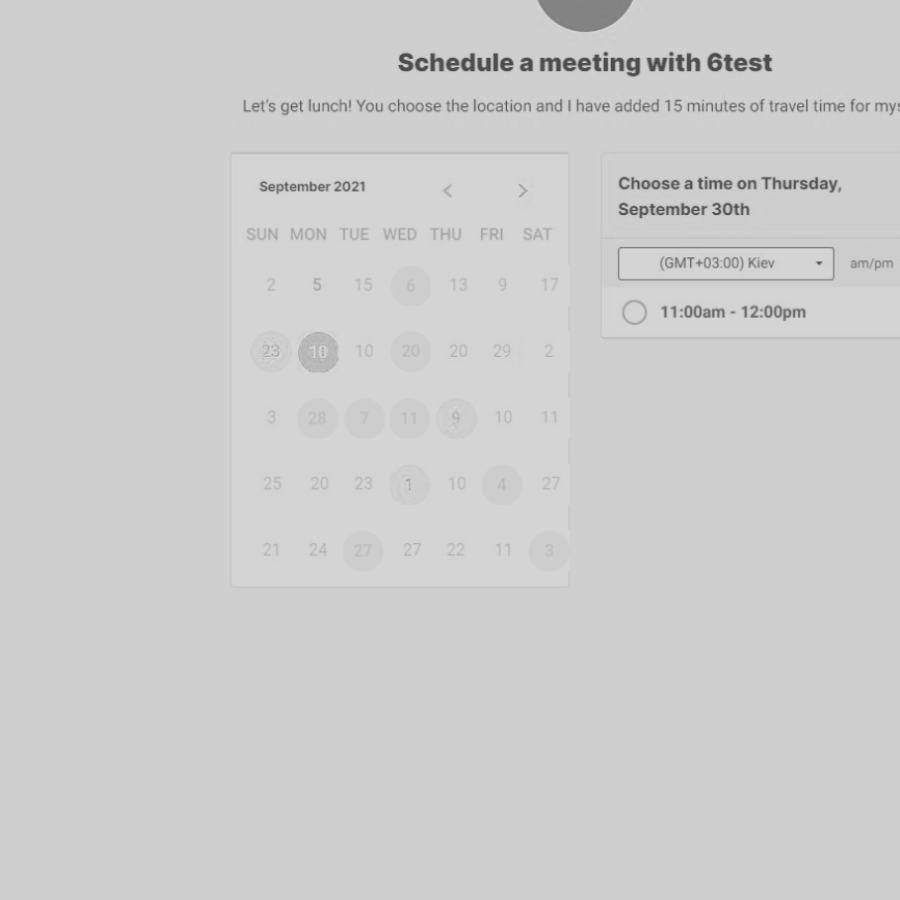 Schedule a meeting with 6test
Let's get lunch! You choose the location and I have added 15 minutes of travel time for mys
September 2021
SUN MON TUE WED THU FRI SAT
2 5 15 6 13 9 17
23 10 10 20 20 29 2
3 28 7 11 9 10 11
25 20 23 1 10 4 27
21 24 27 27 22 11 3
Choose a time on Thursday,
September 30th
(GMT+03:00) Kiev am/pm
11:00am - 12:00pm